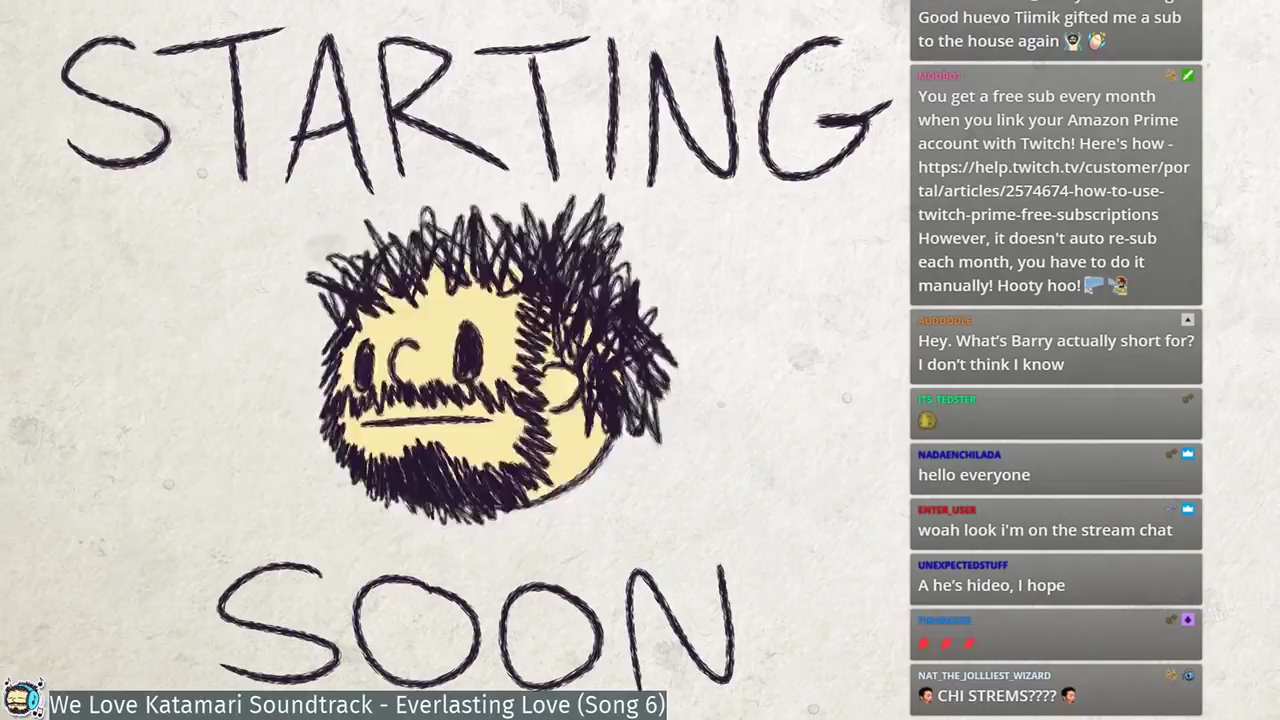 STARTING
SOON
We Love Katamari Soundtrack - Everlasting Love (Song 6)
Good huevo Tiimik gifted me a sub
to the house again
MOOBOT
You get a free sub every month
when you link your Amazon Prime
account with Twitch! Here's how -
https://help.twitch.tv/customer/por
tal/articles/2574674-how-to-use-
twitch-prime-free-subscriptions
However, it doesn't auto re-sub
each month, you have to do it
manually! Hooty hoo!
AUDOODLE
Hey. What's Barry actually short for?
I don't think I know
ITS_TEDSTER
NADAENCHILADA
hello everyone
ENTER_USER
woah look i'm on the stream chat
UNEXPECTEDSTUFF
A he's hideo, I hope
NAT_THE_JOLLLIEST_WIZARD
CHI STREMS????